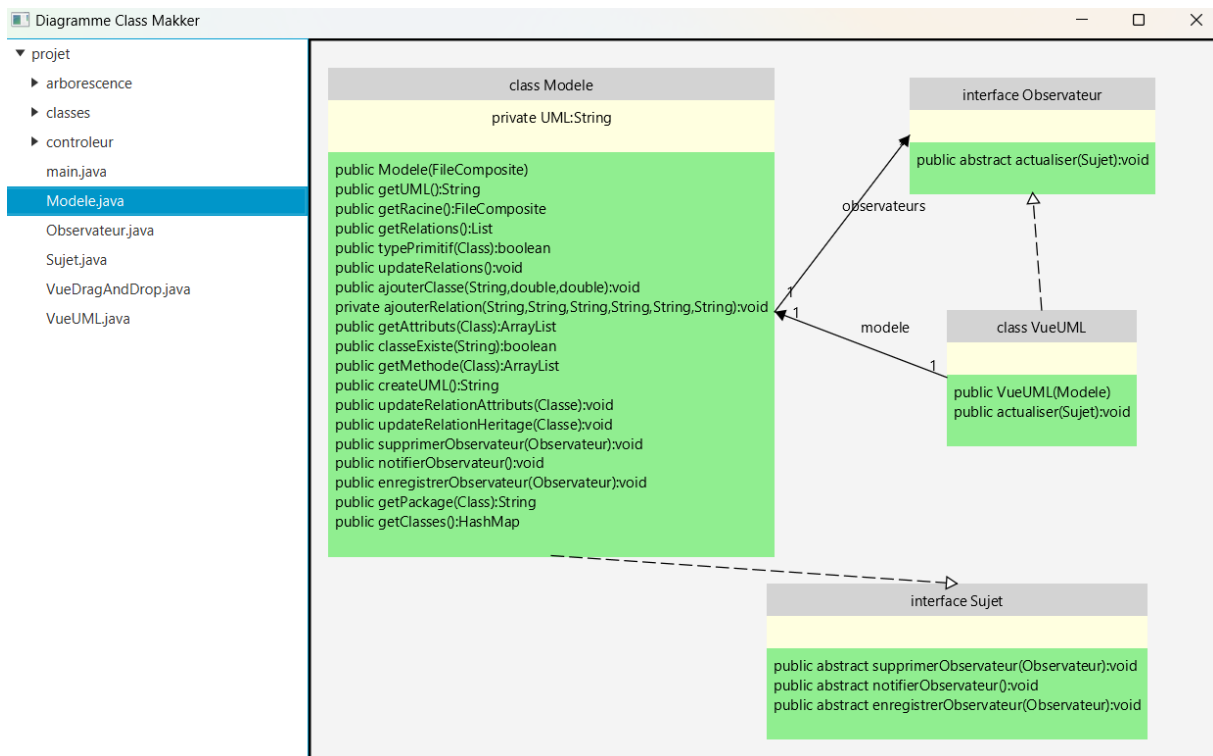 Diagramme Class Makker
projet
arborescence
classes
controleur
main.java
Modele.java
Observateur.java
Sujet.java
VueDragAndDrop.java
VueUML.java
class Modele
private UML:String
public Modele(FileComposite)
public getUML():String
public getRacine():FileComposite
public getRelations():List
public typePrimitif(Class):boolean
public updateRelations():void
public ajouterClasse(String,double,double):void
private ajouterRelation(String,String,String,String,String,String):void
public getAttributs(Class):ArrayList
public classeExiste(String):boolean
public getMethode(Class):ArrayList
public createUML():String
public updateRelationAttributs(Classe):void
public updateRelationHeritage(Classe):void
public supprimerObservateur(Observateur):void
public notifierObservateur():void
public enregistrerObservateur(Observateur):void
public getPackage(Class):String
public getClasses():HashMap
interface Observateur
public abstract actualiser(Sujet):void
observateurs
1
1
modele
1
class VueUML
public VueUML(Modele)
public actualiser(Sujet):void
interface Sujet
public abstract supprimerObservateur(Observateur):void
public abstract notifierObservateur():void
public abstract enregistrerObservateur(Observateur):void